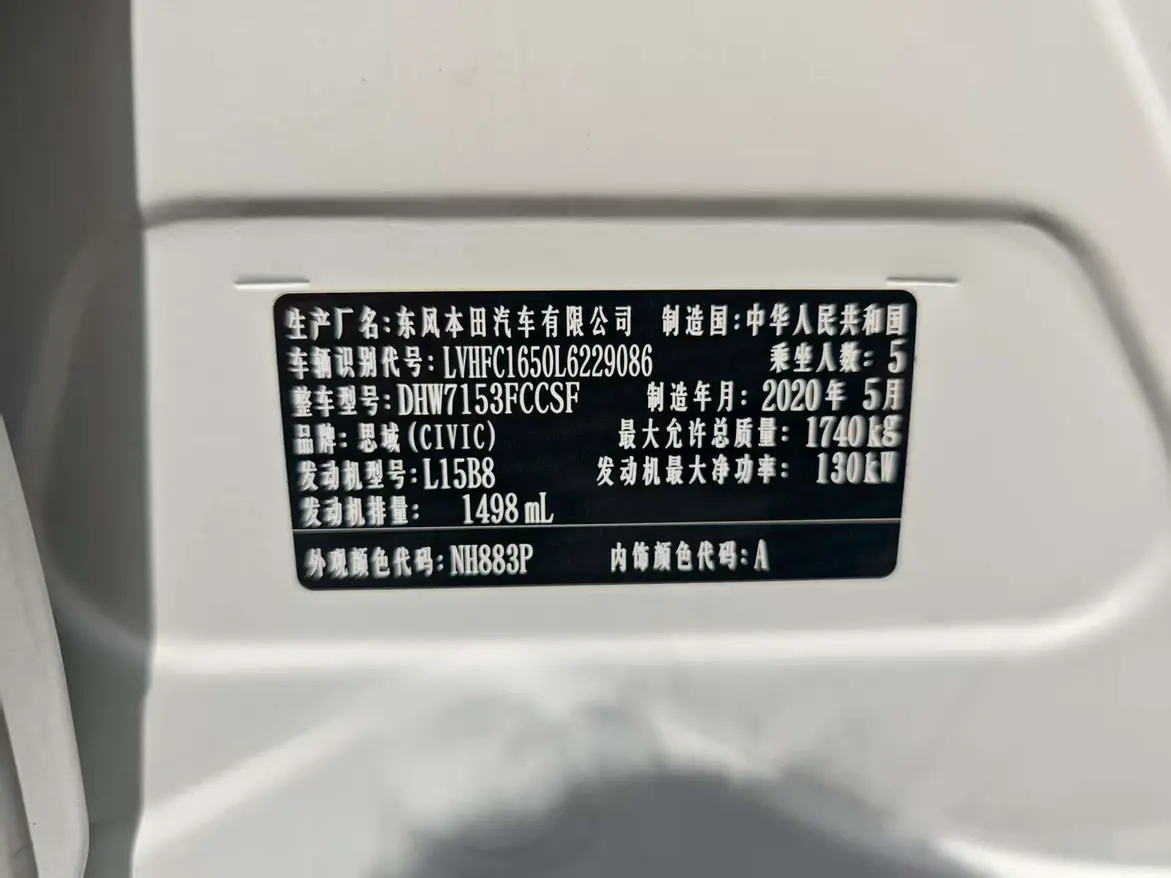 生产厂名:东风本田汽车有限公司 制造国:中华人民共和国
车辆识别代号:LVHFC1650L6229086 乘坐人数:5
整车型号:DHW7153FCCSF 制造年月:2020年 5月
品牌:思域(CIVIC) 最大允许总质量:1740kg
发动机型号:L15B8 发动机最大净功率:130kW
发动机排量: 1498mL
外观颜色代码:NH883P 内饰颜色代码:A